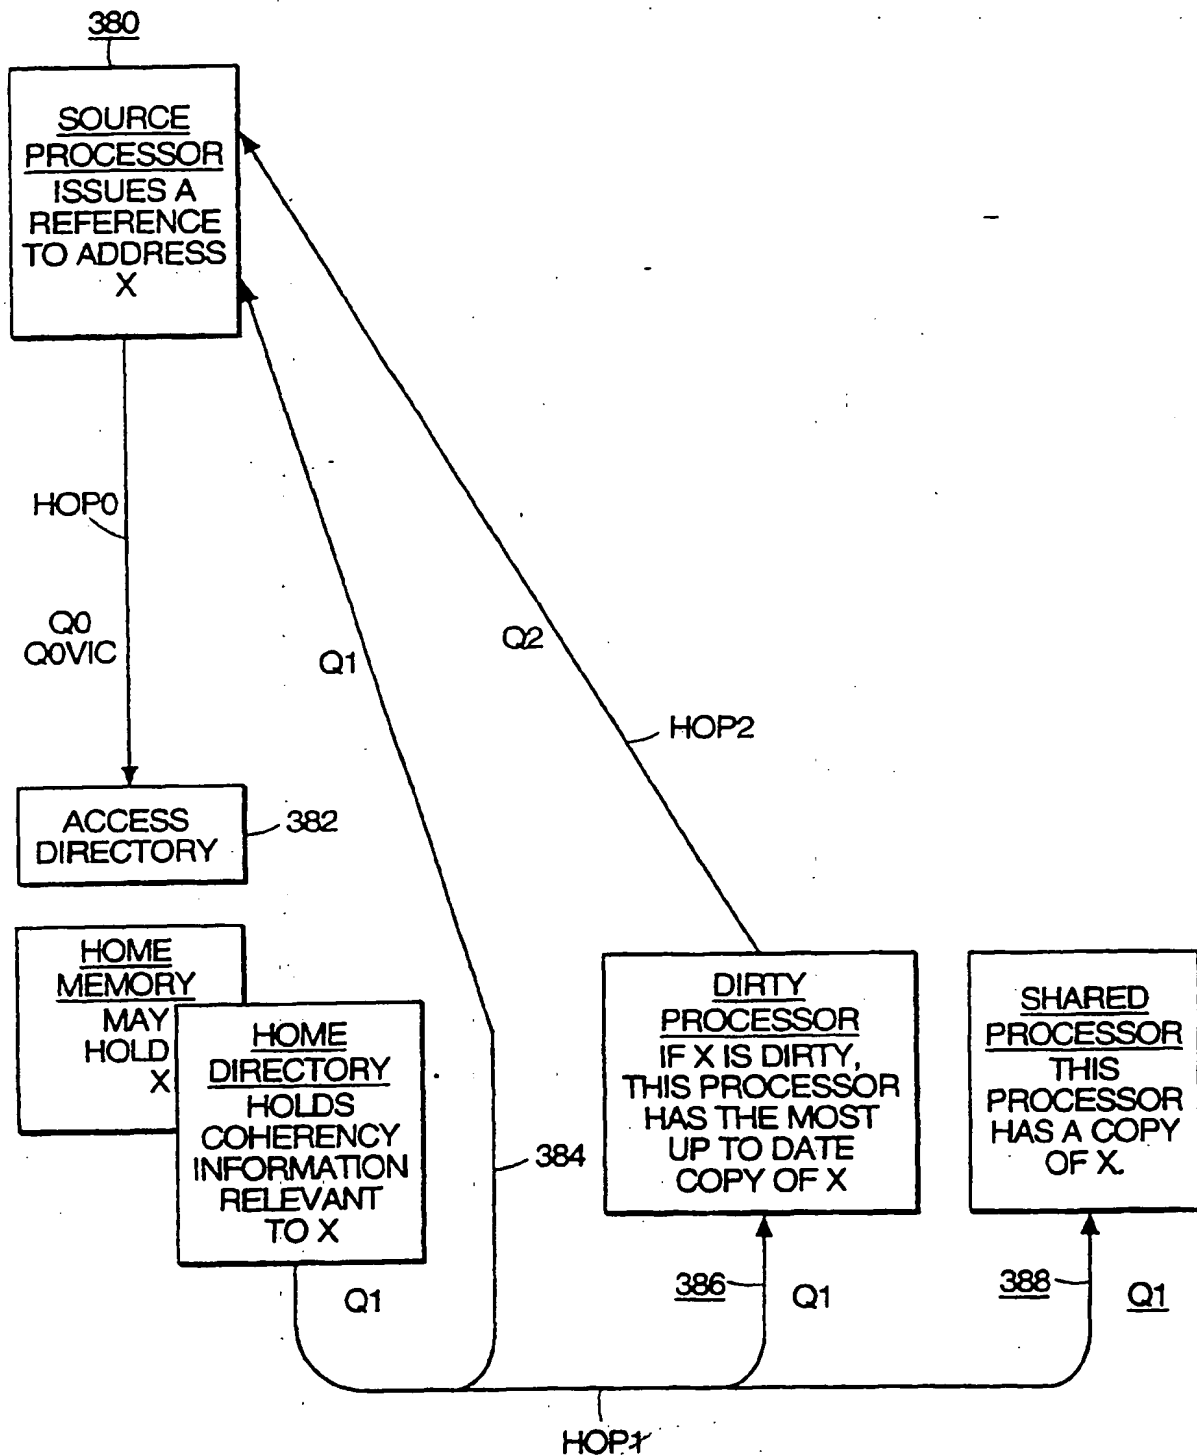 380
SOURCE
PROCESSOR
ISSUES A
REFERENCE
TO ADDRESS
X
HOP0
Q0
Q0VIC
Q1
Q2
HOP2
ACCESS
DIRECTORY
382
HOME
MEMORY
MAY
HOLD
X
HOME
DIRECTORY
HOLDS
COHERENCY
INFORMATION
RELEVANT
TO X
384
DIRTY
PROCESSOR
IF X IS DIRTY,
THIS PROCESSOR
HAS THE MOST
UP TO DATE
COPY OF X
SHARED
PROCESSOR
THIS
PROCESSOR
HAS A COPY
OF X.
Q1
386
Q1
388
Q1
HOP1